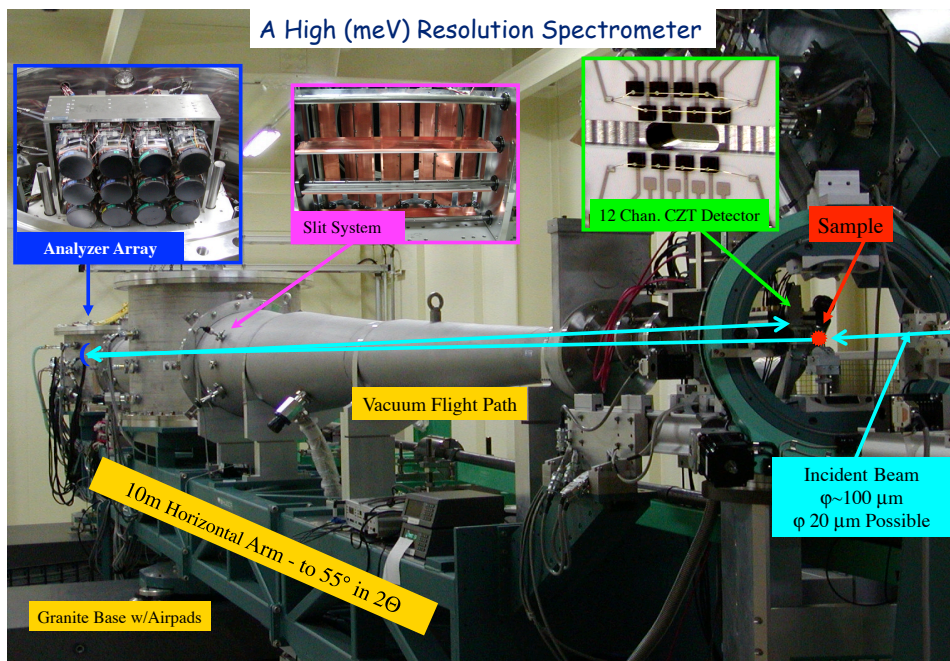 A High (meV) Resolution Spectrometer
Analyzer Array
Slit System
12 Chan. CZT Detector
Sample
Vacuum Flight Path
Incident Beam
φ~100 μm
φ 20 μm Possible
10m Horizontal Arm - to 55° in 2Θ
Granite Base w/Airpads